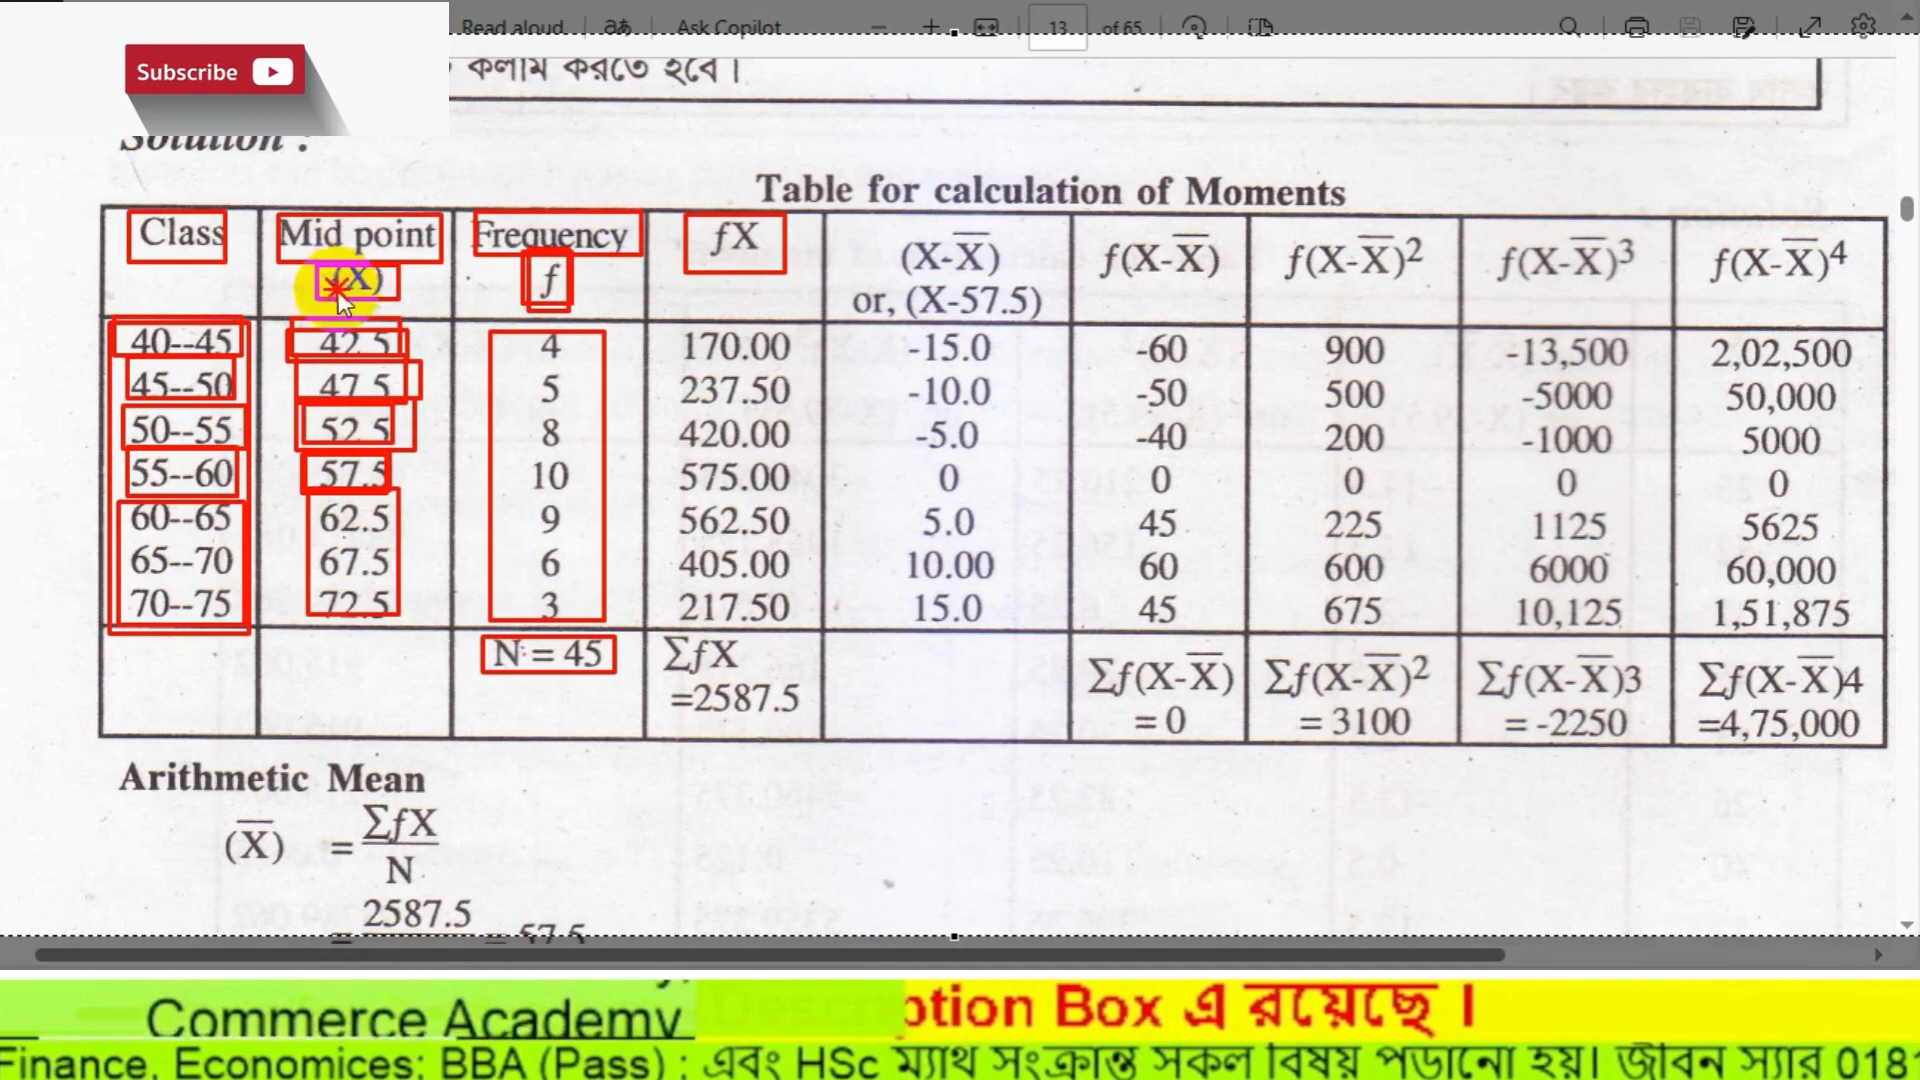 Read aloud aあ Ask Copilot 13 of 65
Subscribe
কলাম করতে হবে।
Solution :
Table for calculation of Moments
Class Mid point (X) Frequency f fX (X-X̅) or, (X-57.5) f(X-X̅) f(X-X̅)² f(X-X̅)³ f(X-X̅)⁴
40--45 42.5 4 170.00 -15.0 -60 900 -13,500 2,02,500
45--50 47.5 5 237.50 -10.0 -50 500 -5000 50,000
50--55 52.5 8 420.00 -5.0 -40 200 -1000 5000
55--60 57.5 10 575.00 0 0 0 0 0
60--65 62.5 9 562.50 5.0 45 225 1125 5625
65--70 67.5 6 405.00 10.00 60 600 6000 60,000
70--75 72.5 3 217.50 15.0 45 675 10,125 1,51,875
N = 45 ΣfX =2587.5 Σf(X-X̅) = 0 Σf(X-X̅)² = 3100 Σf(X-X̅)3 = -2250 Σf(X-X̅)4 =4,75,000
Arithmetic Mean
(X̅) = ΣfX
N
2587.5
= = 57.5
Commerce Academy ption Box এ রয়েছে ।
Finance, Economices; BBA (Pass) ; এবং HSc ম্যাথ সংক্রান্ত সকল বিষয় পড়ানো হয়। জীবন স্যার 018